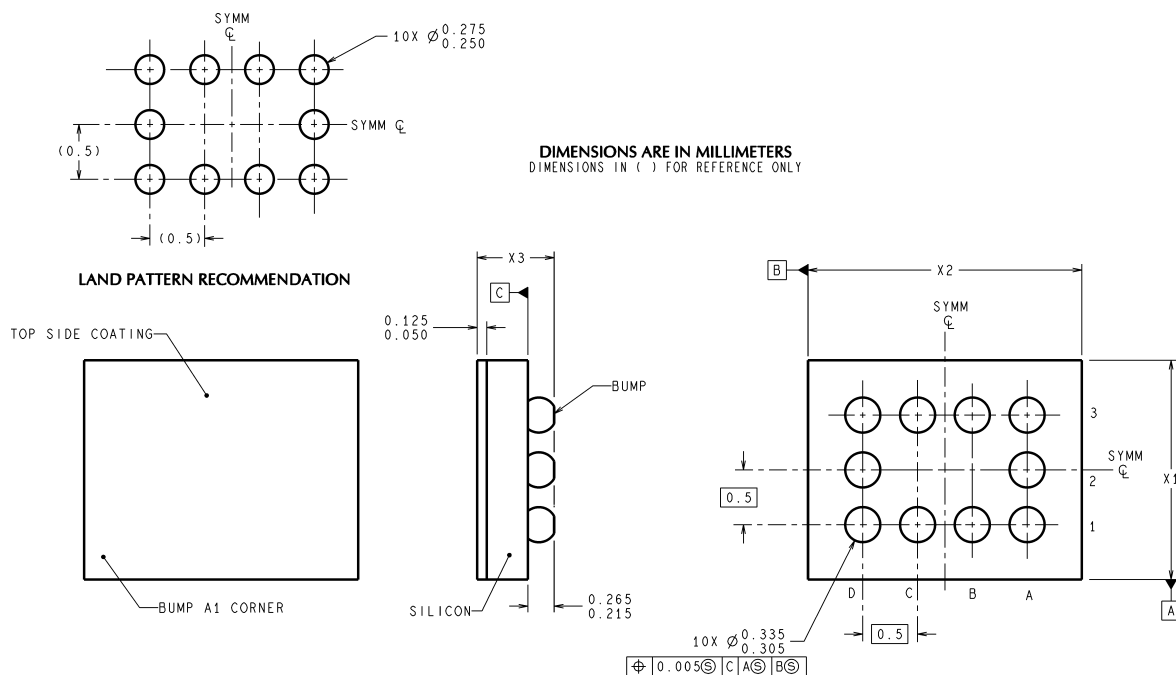 SYMM
℄
10X Ø 0.275
0.250
SYMM ℄
(0.5)
(0.5)
DIMENSIONS ARE IN MILLIMETERS
DIMENSIONS IN ( ) FOR REFERENCE ONLY
LAND PATTERN RECOMMENDATION
TOP SIDE COATING
BUMP A1 CORNER
X3
C
0.125
0.050
BUMP
SILICON
0.265
0.215
B
X2
SYMM
℄
3
SYMM
℄
2
X1
0.5
1
D C B A
A
10X Ø 0.335
0.305
0.5
⌖ 0.005Ⓢ C AⓈ BⓈ